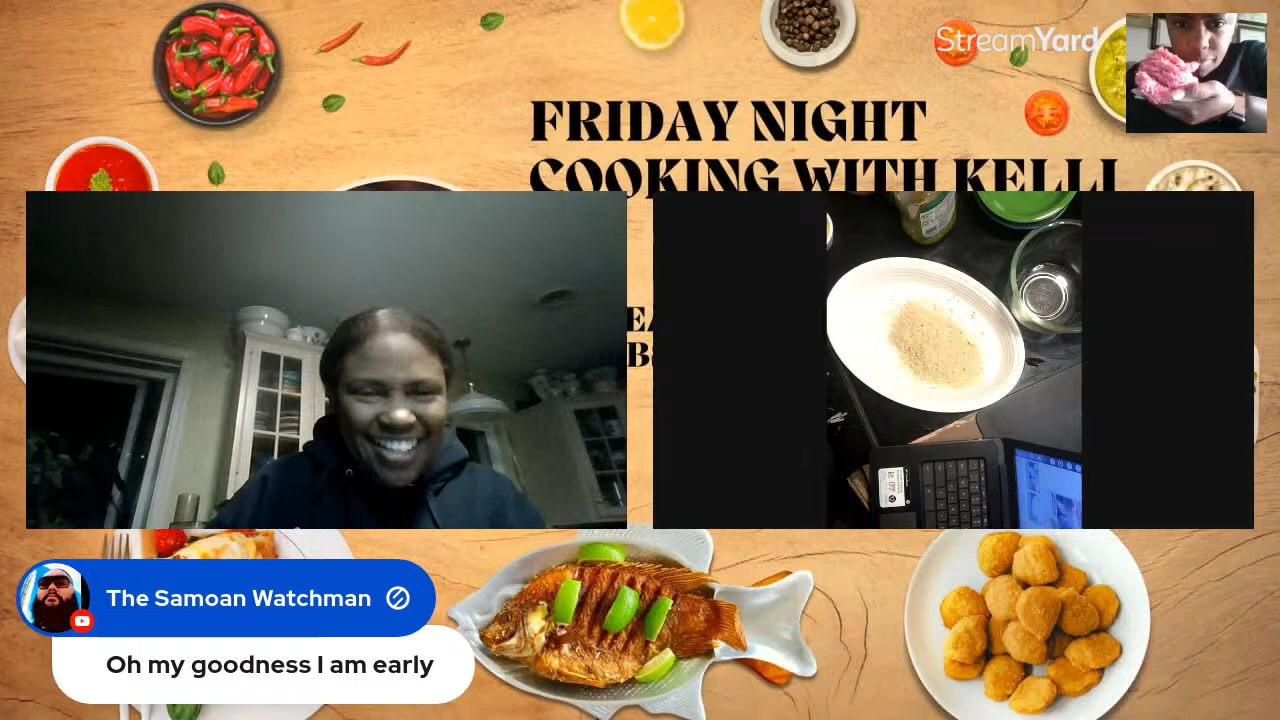 StreamYard
FRIDAY NIGHT
COOKING WITH KELLI
The Samoan Watchman
Oh my goodness I am early